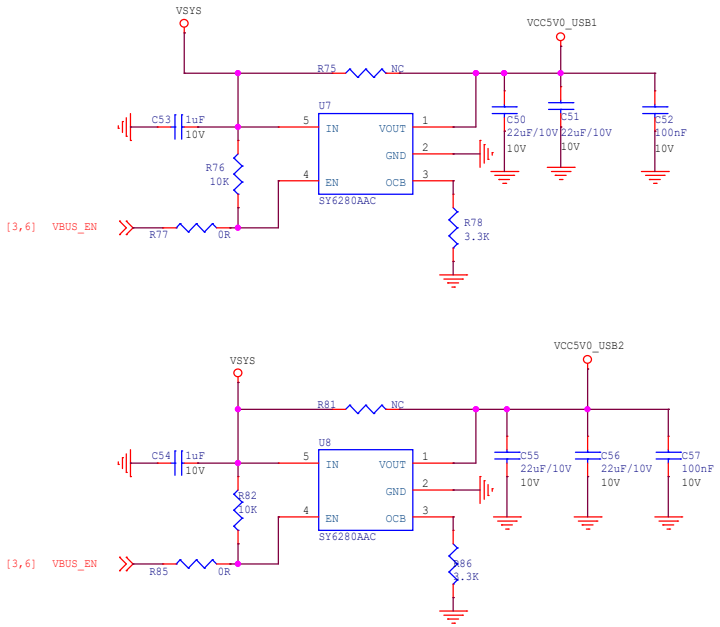 VSYS
VCC5V0_USB1
R75 NC
U7
C53 1uF
10V
5 IN VOUT 1
GND 2
4 EN OCB 3
SY6280AAC
R76
10K
C50
22uF/10V
10V
C51
22uF/10V
10V
C52
100nF
10V
[3,6] VBUS_EN
R77 0R
R78
3.3K
VSYS
VCC5V0_USB2
R81 NC
U8
C54 1uF
10V
5 IN VOUT 1
GND 2
4 EN OCB 3
SY6280AAC
R82
10K
C55
22uF/10V
10V
C56
22uF/10V
10V
C57
100nF
10V
[3,6] VBUS_EN
R85 0R
R86
3.3K